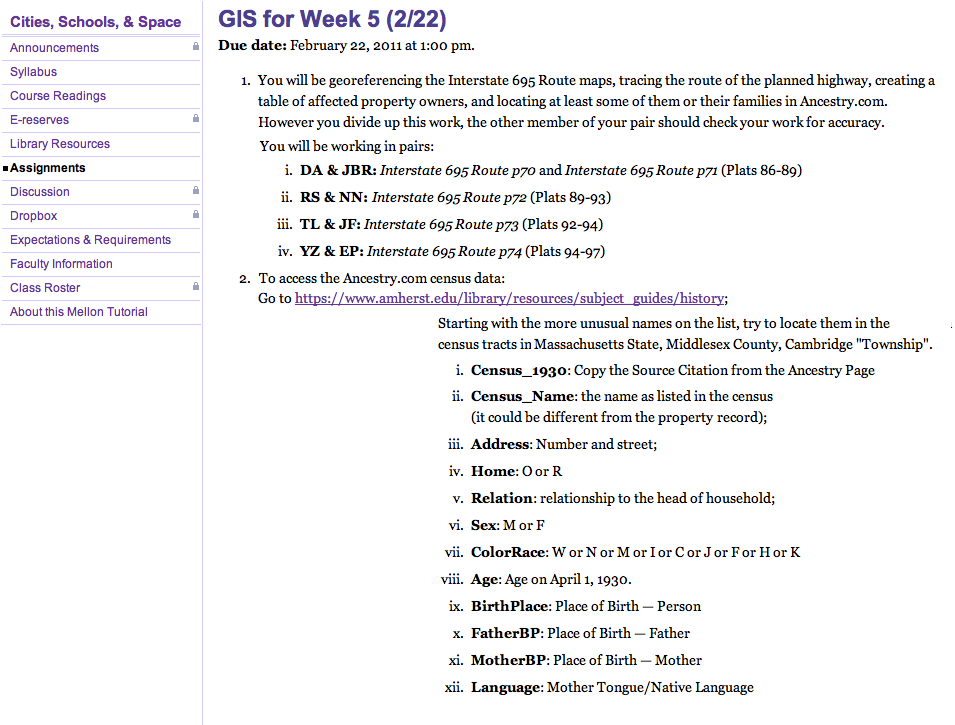 Cities, Schools, & Space
Announcements
Syllabus
Course Readings
E-reserves
Library Resources
Assignments
Discussion
Dropbox
Expectations & Requirements
Faculty Information
Class Roster
About this Mellon Tutorial
GIS for Week 5 (2/22)
Due date: February 22, 2011 at 1:00 pm.
1. You will be georeferencing the Interstate 695 Route maps, tracing the route of the planned highway, creating a
table of affected property owners, and locating at least some of them or their families in Ancestry.com.
However you divide up this work, the other member of your pair should check your work for accuracy.
You will be working in pairs:
i. DA & JBR: Interstate 695 Route p70 and Interstate 695 Route p71 (Plats 86-89)
ii. RS & NN: Interstate 695 Route p72 (Plats 89-93)
iii. TL & JF: Interstate 695 Route p73 (Plats 92-94)
iv. YZ & EP: Interstate 695 Route p74 (Plats 94-97)
2. To access the Ancestry.com census data:
Go to https://www.amherst.edu/library/resources/subject_guides/history;
Starting with the more unusual names on the list, try to locate them in the
census tracts in Massachusetts State, Middlesex County, Cambridge "Township".
i. Census_1930: Copy the Source Citation from the Ancestry Page
ii. Census_Name: the name as listed in the census
(it could be different from the property record);
iii. Address: Number and street;
iv. Home: O or R
v. Relation: relationship to the head of household;
vi. Sex: M or F
vii. ColorRace: W or N or M or I or C or J or F or H or K
viii. Age: Age on April 1, 1930.
ix. BirthPlace: Place of Birth — Person
x. FatherBP: Place of Birth — Father
xi. MotherBP: Place of Birth — Mother
xii. Language: Mother Tongue/Native Language